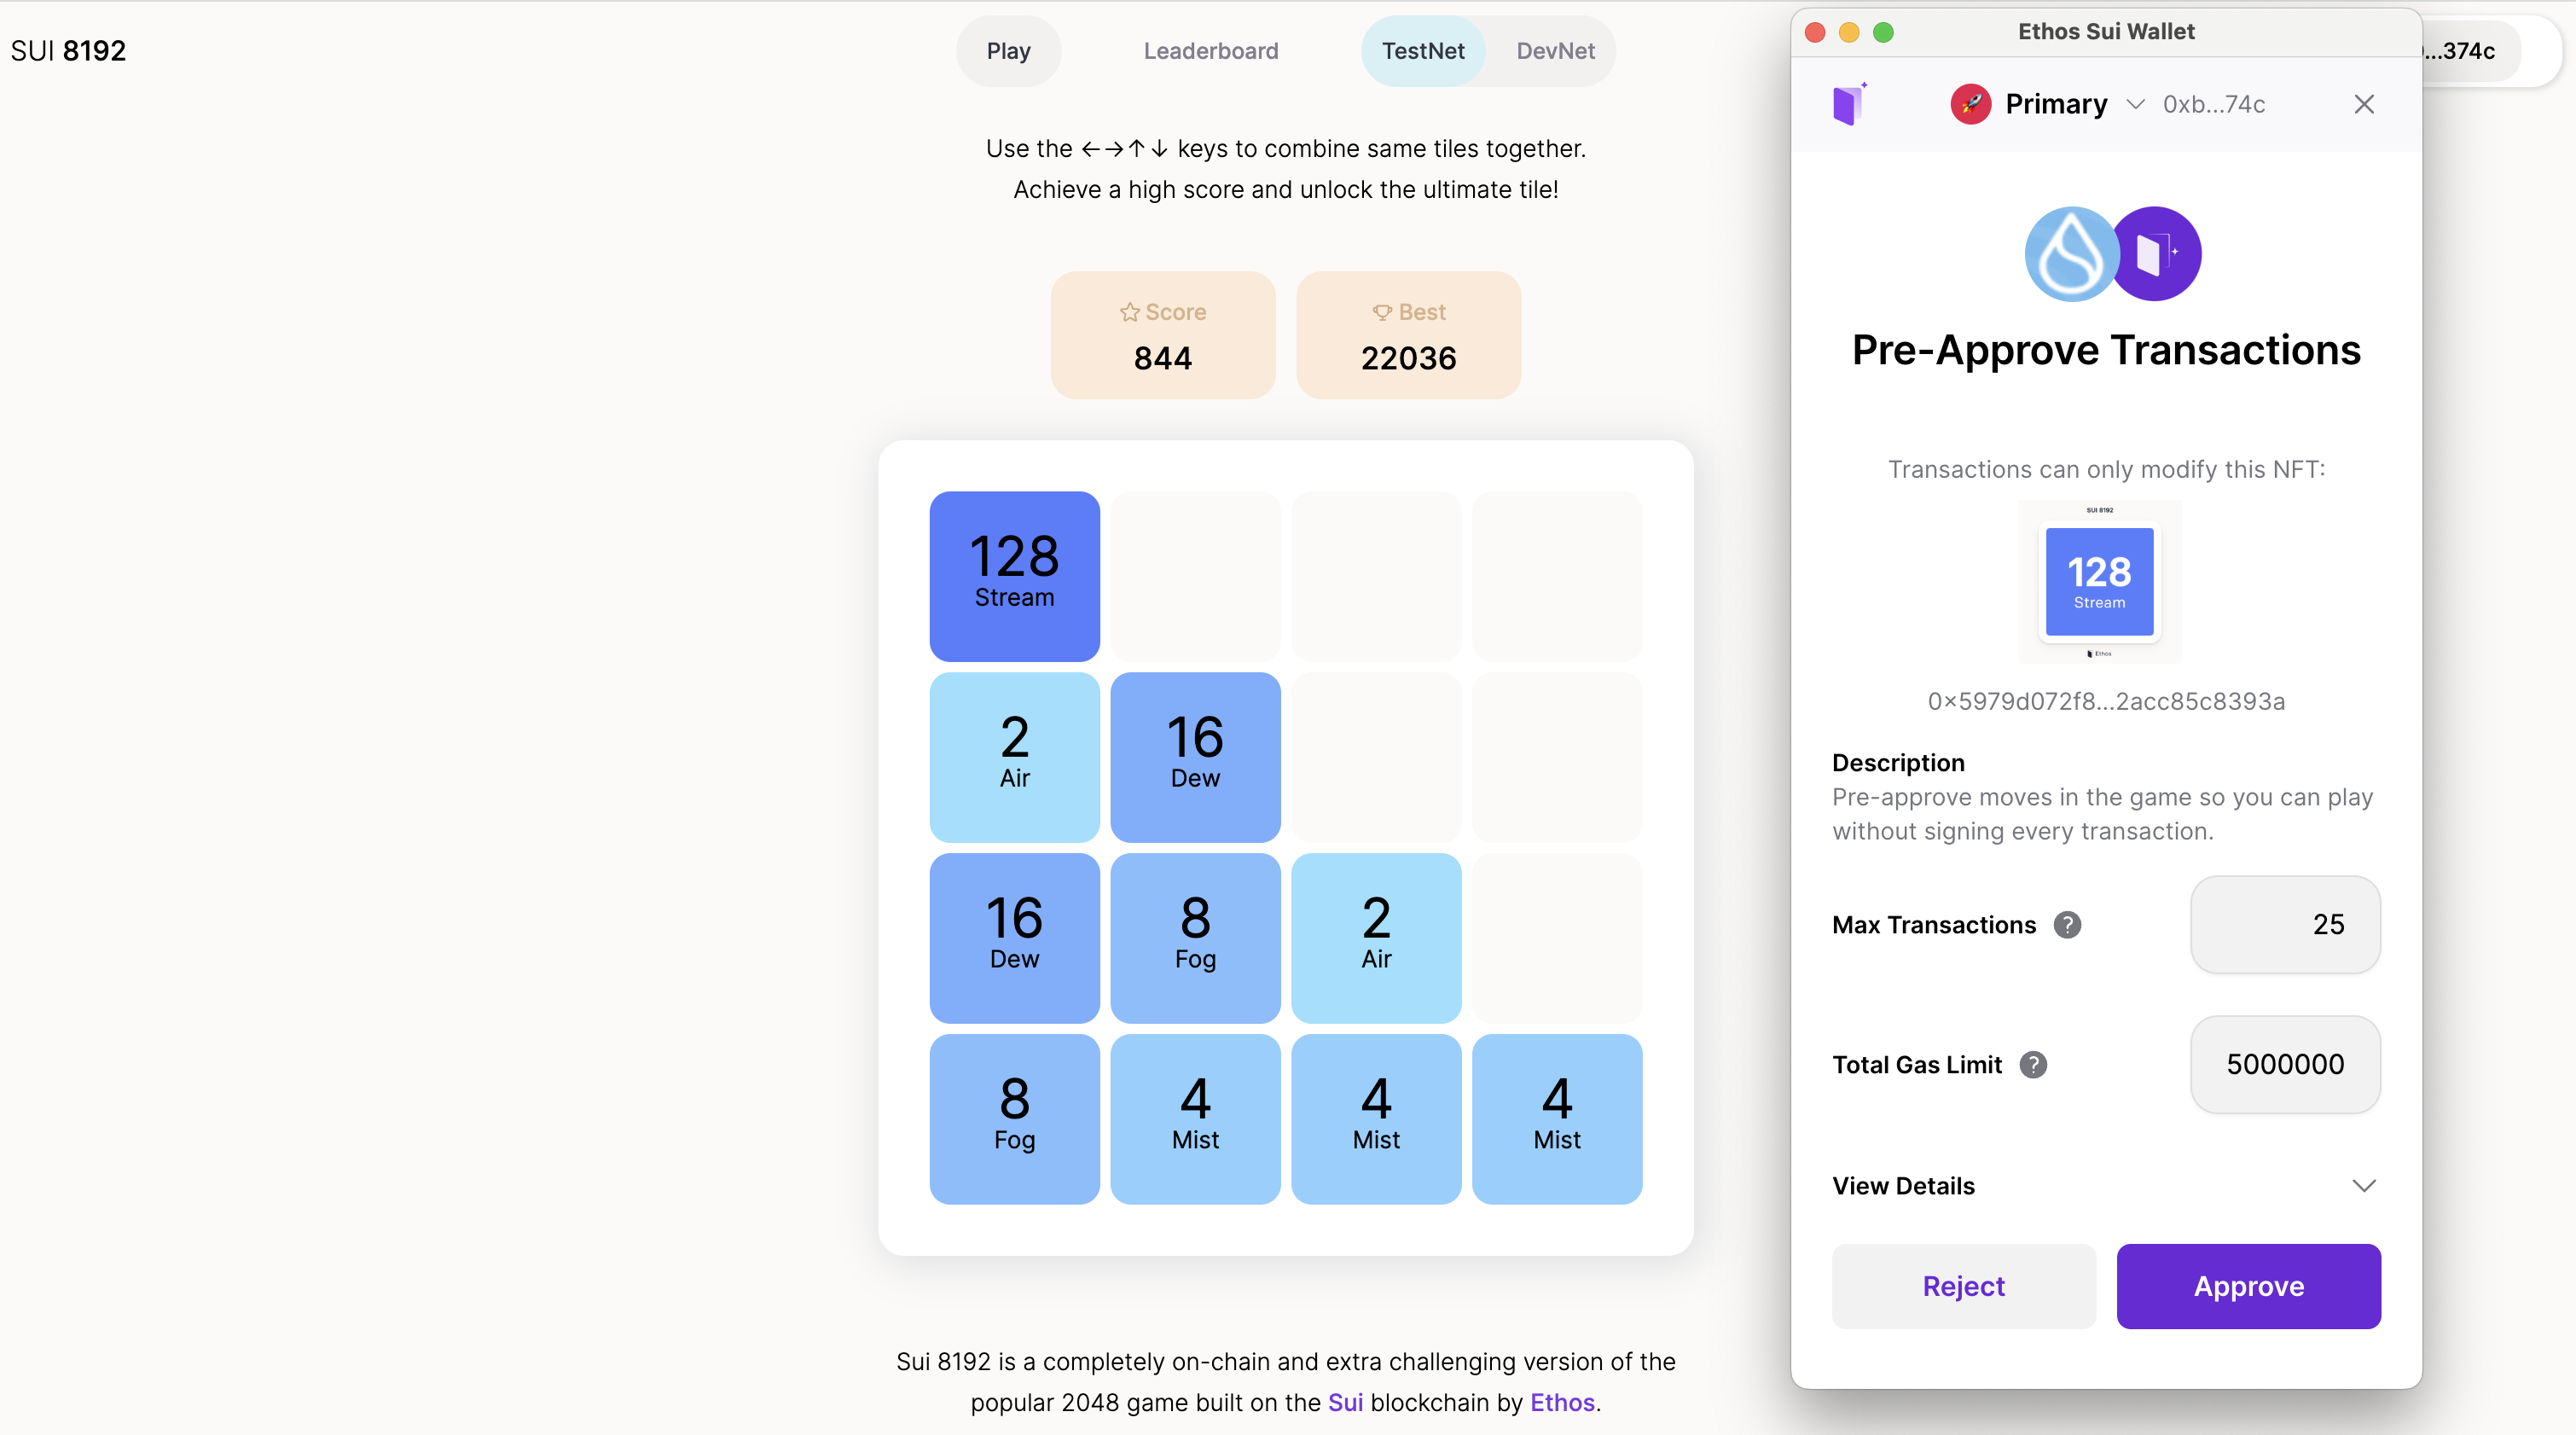 SUI 8192
Play
Leaderboard
TestNet
DevNet
Use the ←→↑↓ keys to combine same tiles together.
Achieve a high score and unlock the ultimate tile!
Score
844
Best
22036
128
Stream
2
Air
16
Dew
16
Dew
8
Fog
2
Air
8
Fog
4
Mist
4
Mist
4
Mist
Sui 8192 is a completely on-chain and extra challenging version of the
popular 2048 game built on the Sui blockchain by Ethos.
Ethos Sui Wallet
...374c
Primary
0xb...74c
Pre-Approve Transactions
Transactions can only modify this NFT:
SUI 8192
128
Stream
Ethos
0x5979d072f8...2acc85c8393a
Description
Pre-approve moves in the game so you can play
without signing every transaction.
Max Transactions ?
25
Total Gas Limit ?
5000000
View Details
Reject
Approve